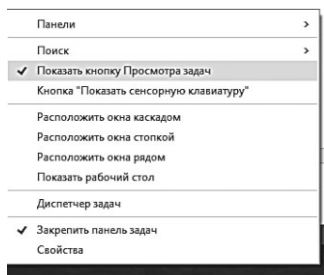 Панели
Поиск
Показать кнопку Просмотра задач
Кнопка "Показать сенсорную клавиатуру"
Расположить окна каскадом
Расположить окна стопкой
Расположить окна рядом
Показать рабочий стол
Диспетчер задач
Закрепить панель задач
Свойства